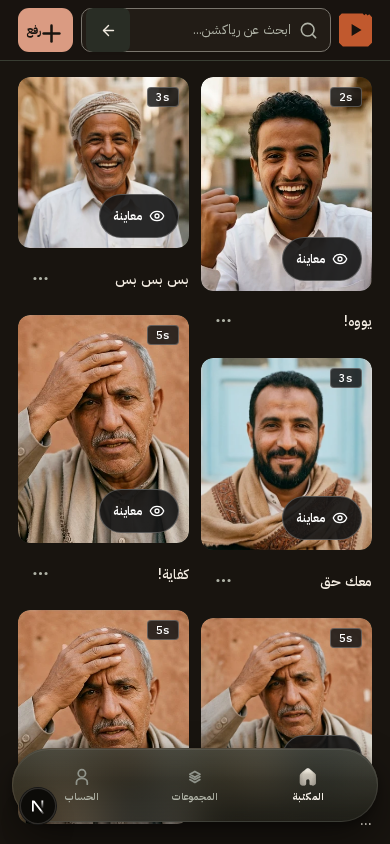 ابحث عن رياكشن...
رفع
2s
معاينة
يووه!
3s
معاينة
بس بس بس
3s
معاينة
معك حق
5s
معاينة
كفاية!
5s
5s
المكتبة
المجموعات
الحساب
N